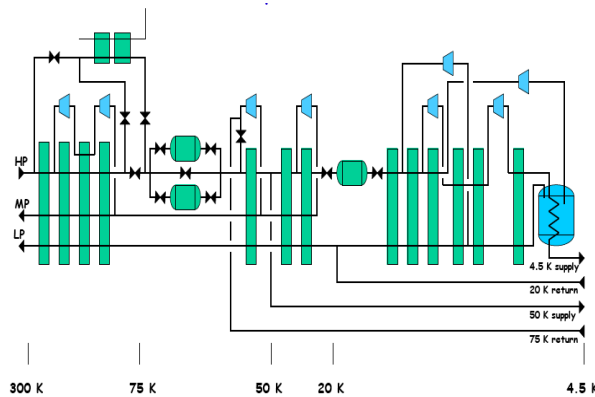 HP
MP
LP
4.5 K supply
20 K return
50 K supply
75 K return
300 K
75 K
50 K
20 K
4.5 K